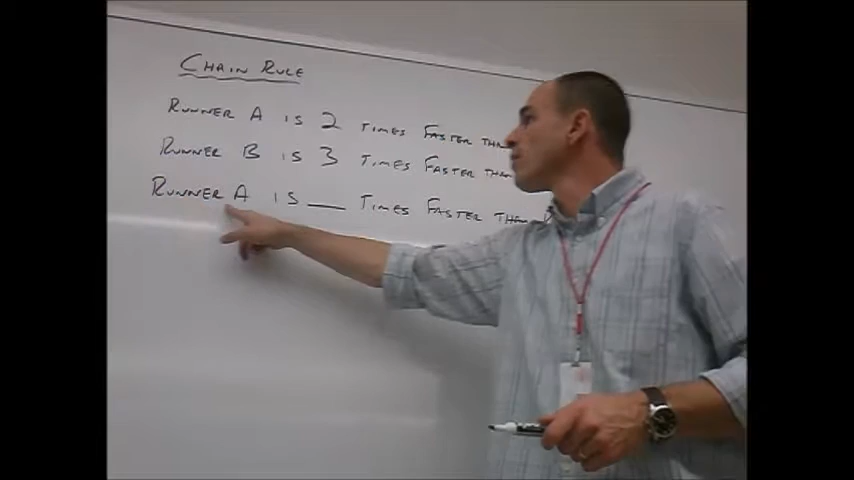 CHAIN RULE
RUNNER A IS 2 TIMES FASTER
RUNNER B IS 3 TIMES FASTER THAN
RUNNER A IS ___ TIMES FASTER THAN